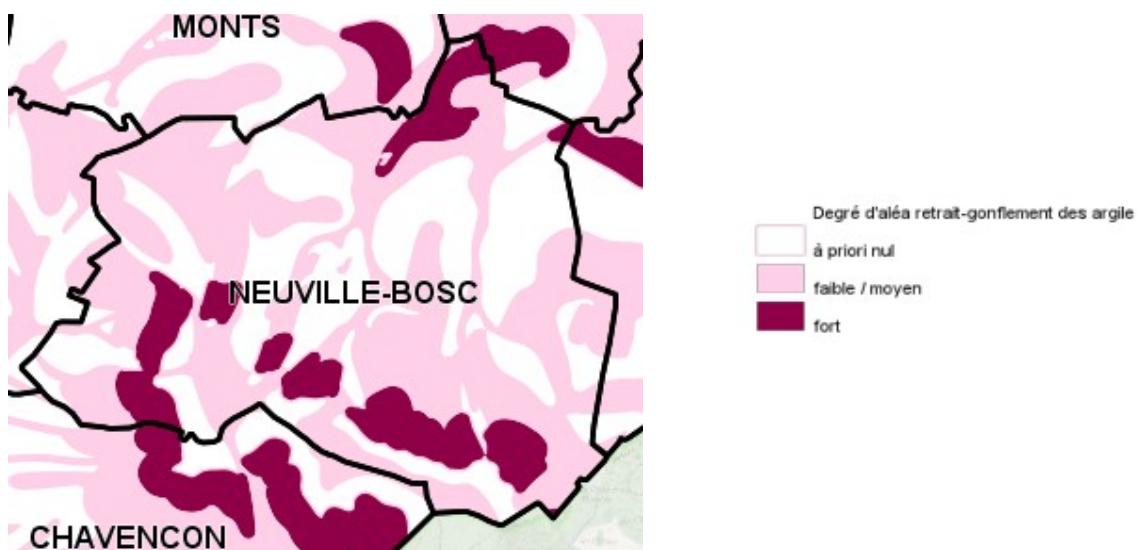 MONTS
NEUVILLE-BOSC
CHAVENCON
Degré d'aléa retrait-gonflement des argile
à priori nul
faible / moyen
fort